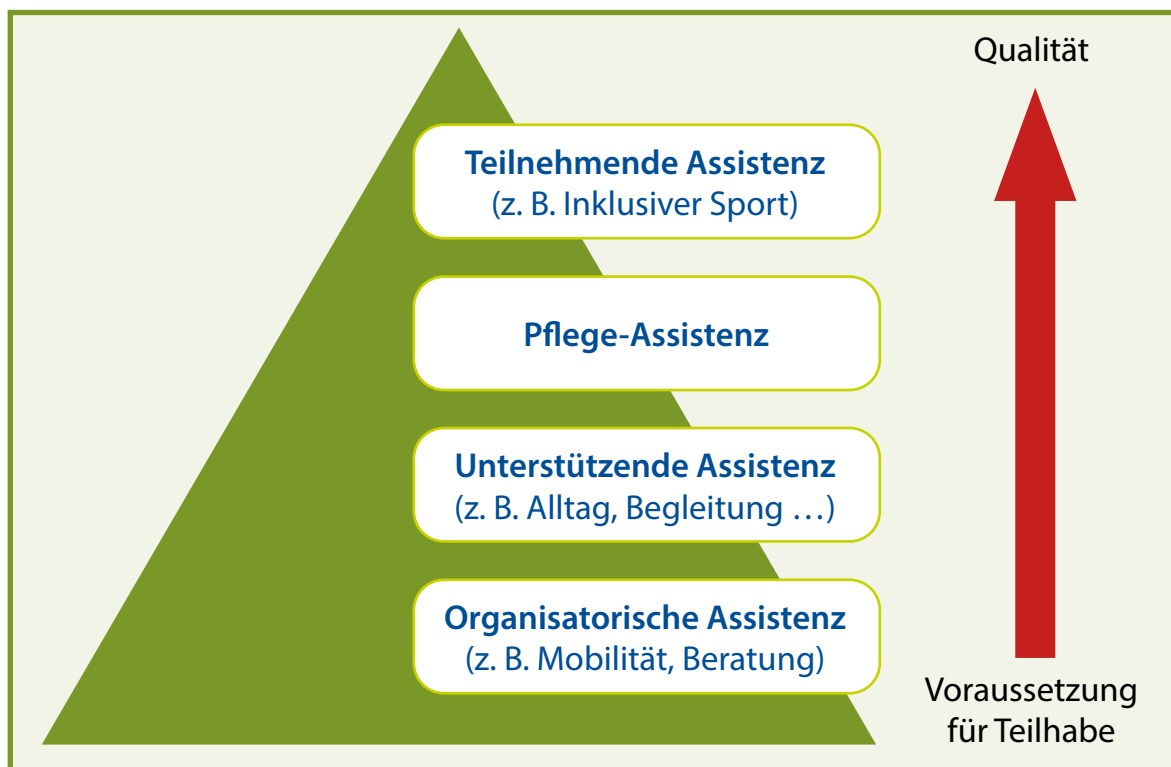 Qualität
Teilnehmende Assistenz
(z. B. Inklusiver Sport)
Pflege-Assistenz
Unterstützende Assistenz
(z. B. Alltag, Begleitung …)
Organisatorische Assistenz
(z. B. Mobilität, Beratung)
Voraussetzung
für Teilhabe